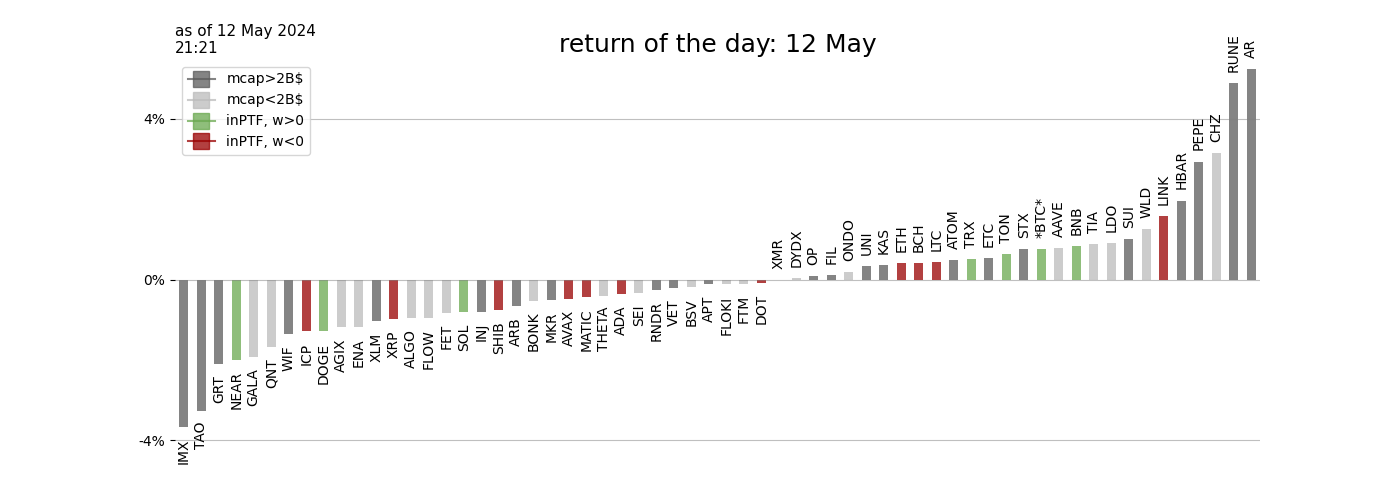 as of 12 May 2024
21:21
return of the day: 12 May
mcap>2B$
mcap<2B$
inPTF, w>0
inPTF, w<0
4%
0%
-4%
IMX
TAO
GRT
NEAR
GALA
QNT
WIF
ICP
DOGE
AGIX
ENA
XLM
XRP
ALGO
FLOW
FET
SOL
INJ
SHIB
ARB
BONK
MKR
AVAX
MATIC
THETA
ADA
SEI
RNDR
VET
BSV
APT
FLOKI
FTM
DOT
XMR
DYDX
OP
FIL
ONDO
UNI
KAS
ETH
BCH
LTC
ATOM
TRX
ETC
TON
STX
*BTC*
AAVE
BNB
TIA
LDO
SUI
WLD
LINK
HBAR
PEPE
CHZ
RUNE
AR